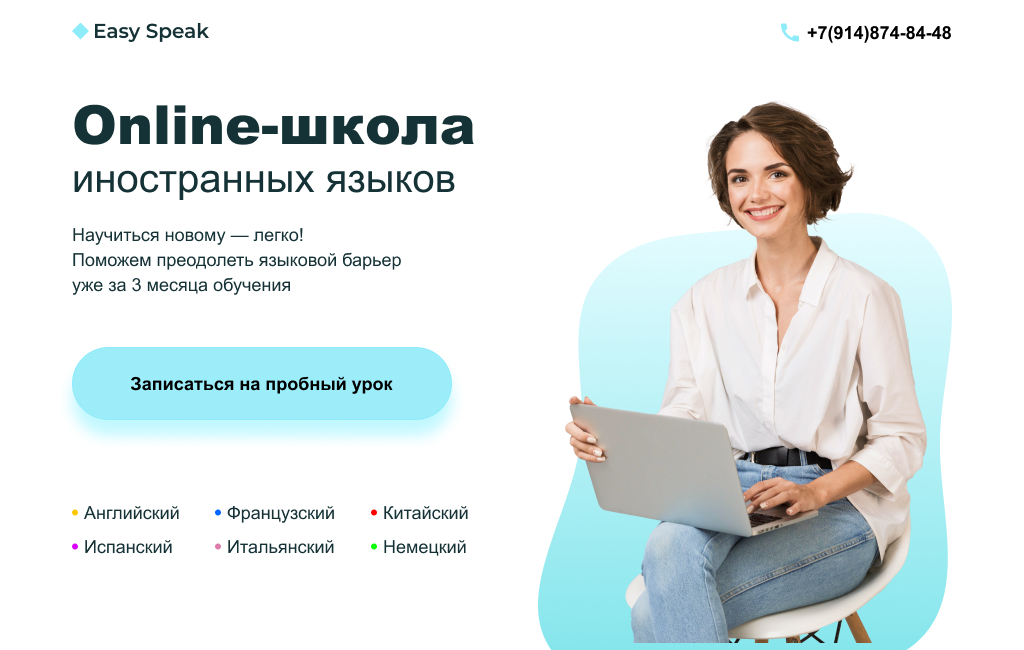 Easy Speak
+7(914)874-84-48
Online-школа
иностранных языков
Научиться новому — легко!
Поможем преодолеть языковой барьер
уже за 3 месяца обучения
Записаться на пробный урок
Английский Французский Китайский
Испанский Итальянский Немецкий